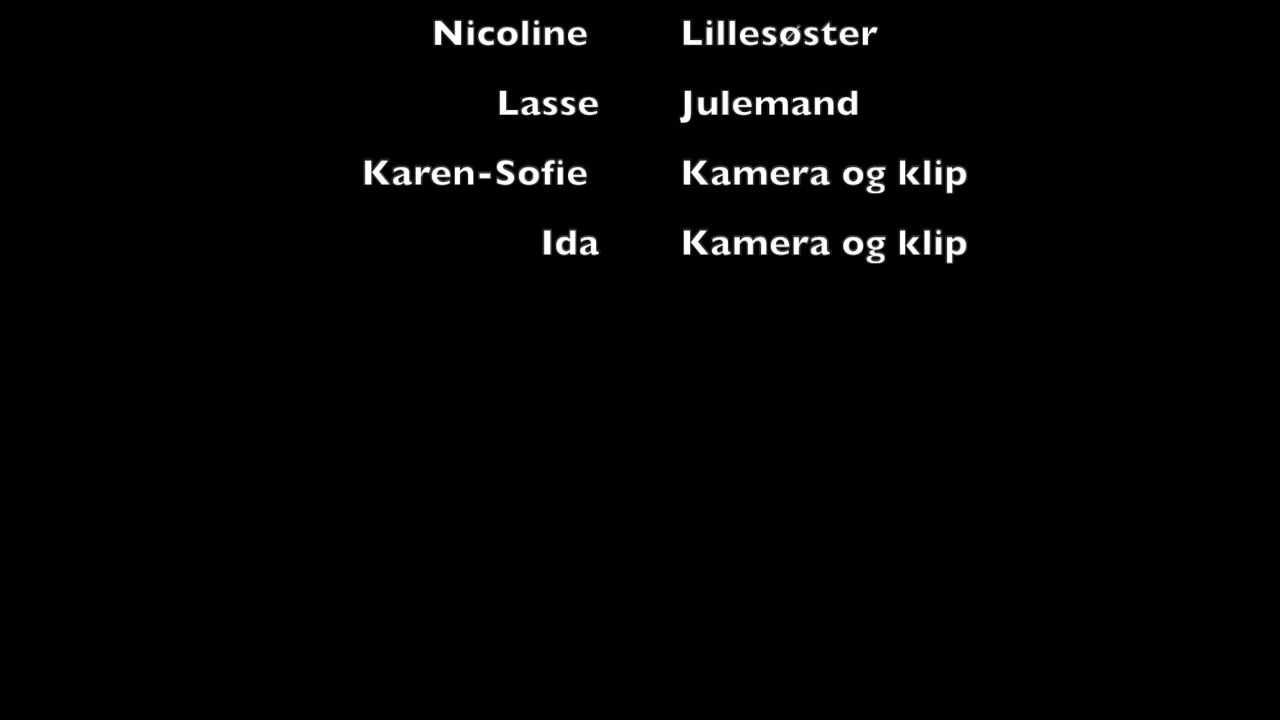 Nicoline Lillesøster
Lasse Julemand
Karen-Sofie Kamera og klip
Ida Kamera og klip